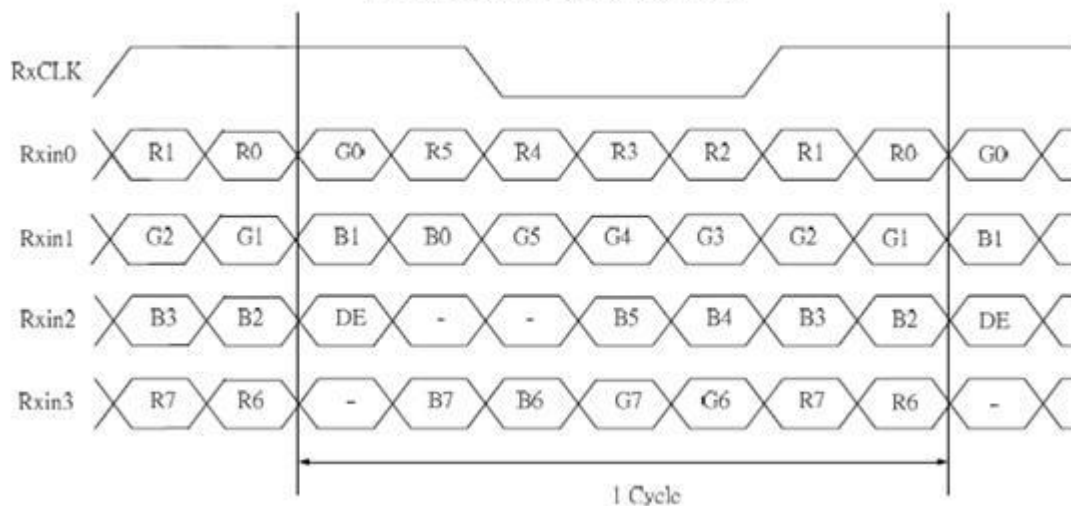 RxCLK
Rxin0 R1 R0 G0 R5 R4 R3 R2 R1 R0 G0
Rxin1 G2 G1 B1 B0 G5 G4 G3 G2 G1 B1
Rxin2 B3 B2 DE - - B5 B4 B3 B2 DE
Rxin3 R7 R6 - B7 B6 G7 G6 R7 R6 -
1 Cycle